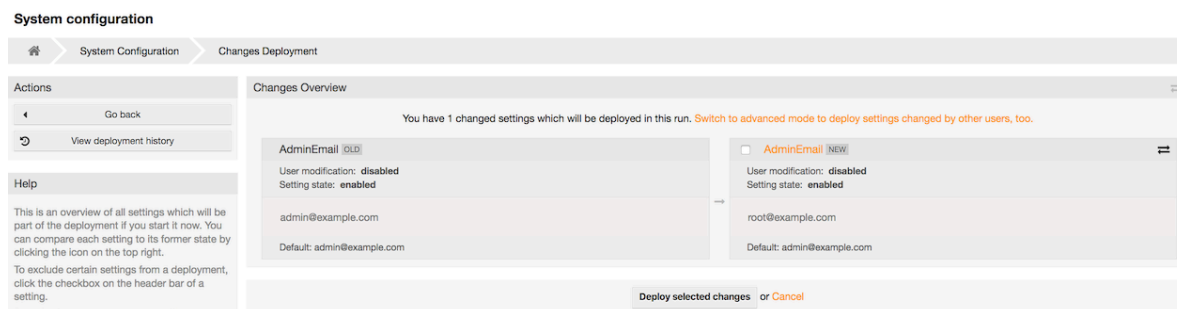 System configuration
System Configuration
Changes Deployment
Actions
Go back
View deployment history
Help
This is an overview of all settings which will be
part of the deployment if you start it now. You
can compare each setting to its former state by
clicking the icon on the top right.
To exclude certain settings from a deployment,
click the checkbox on the header bar of a
setting.
Changes Overview
You have 1 changed settings which will be deployed in this run. Switch to advanced mode to deploy settings changed by other users, too.
AdminEmail OLD
User modification: disabled
Setting state: enabled
admin@example.com
Default: admin@example.com
AdminEmail NEW
User modification: disabled
Setting state: enabled
root@example.com
Default: admin@example.com
Deploy selected changes or Cancel